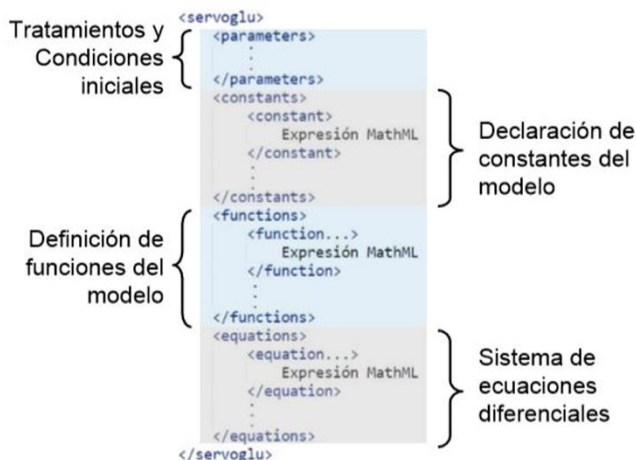 <servoglu>
Tratamientos y
Condiciones
iniciales
<parameters>
:
</parameters>
<constants>
<constant>
Expresión MathML
</constant>
:
</constants>
Declaración de
constantes del
modelo
Definición de
funciones del
modelo
<functions>
<function...>
Expresión MathML
</function>
:
</functions>
<equations>
<equation...>
Expresión MathML
</equation>
:
</equations>
Sistema de
ecuaciones
diferenciales
</servoglu>